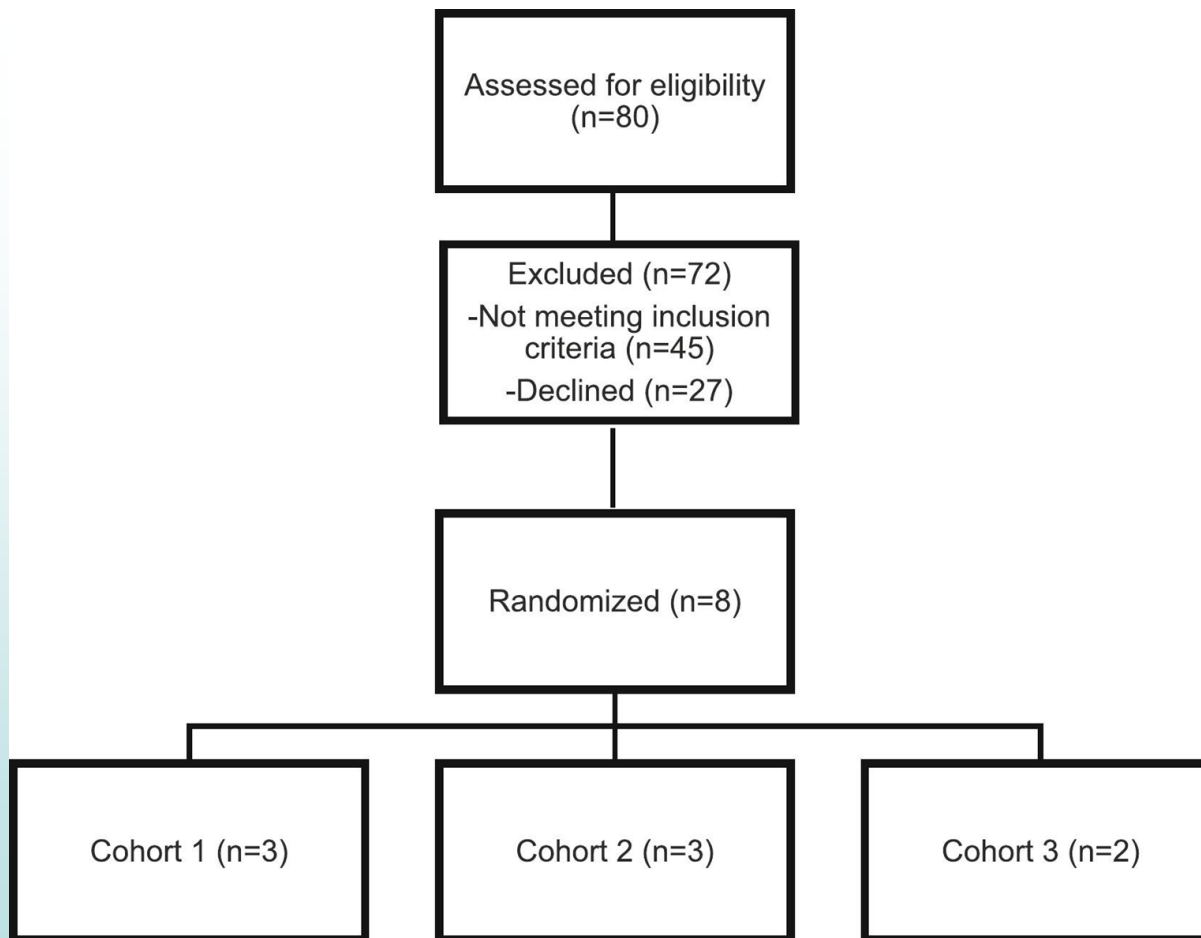 Assessed for eligibility
(n=80)
Excluded (n=72)
-Not meeting inclusion
criteria (n=45)
-Declined (n=27)
Randomized (n=8)
Cohort 1 (n=3)
Cohort 2 (n=3)
Cohort 3 (n=2)